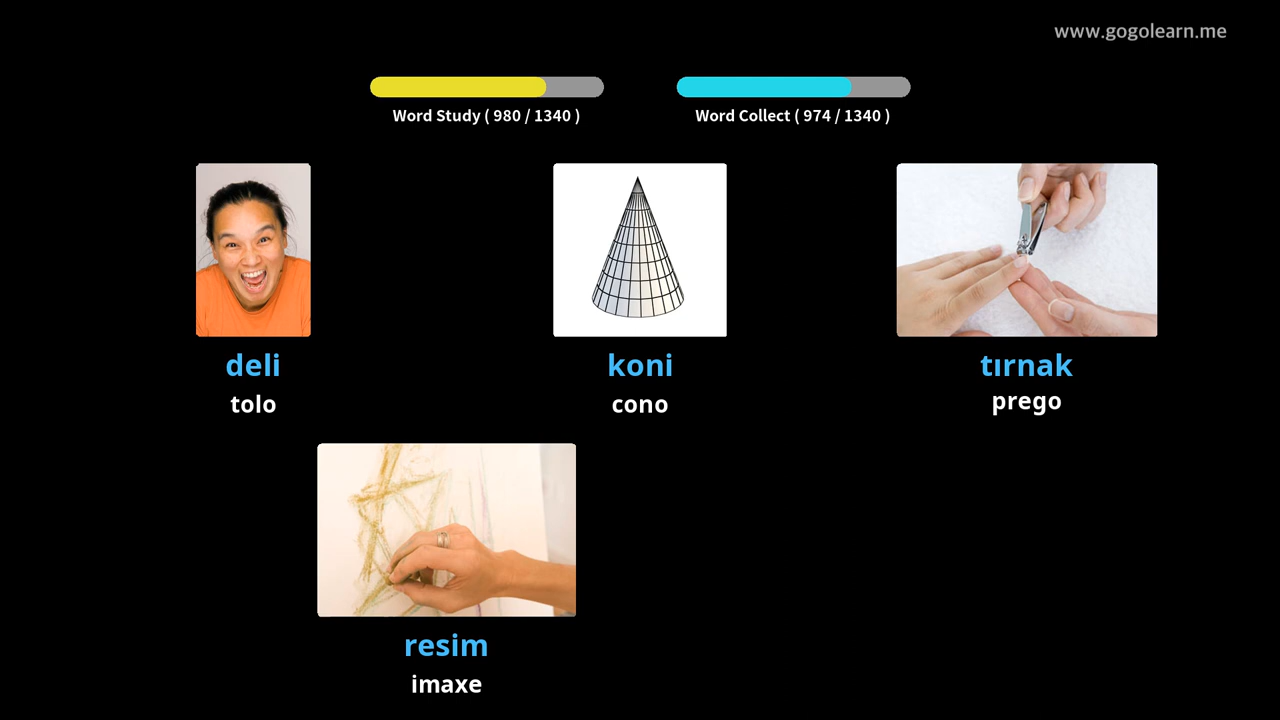 www.gogolearn.me
Word Study ( 980 / 1340 )
Word Collect ( 974 / 1340 )
deli
tolo
koni
cono
tırnak
prego
resim
imaxe